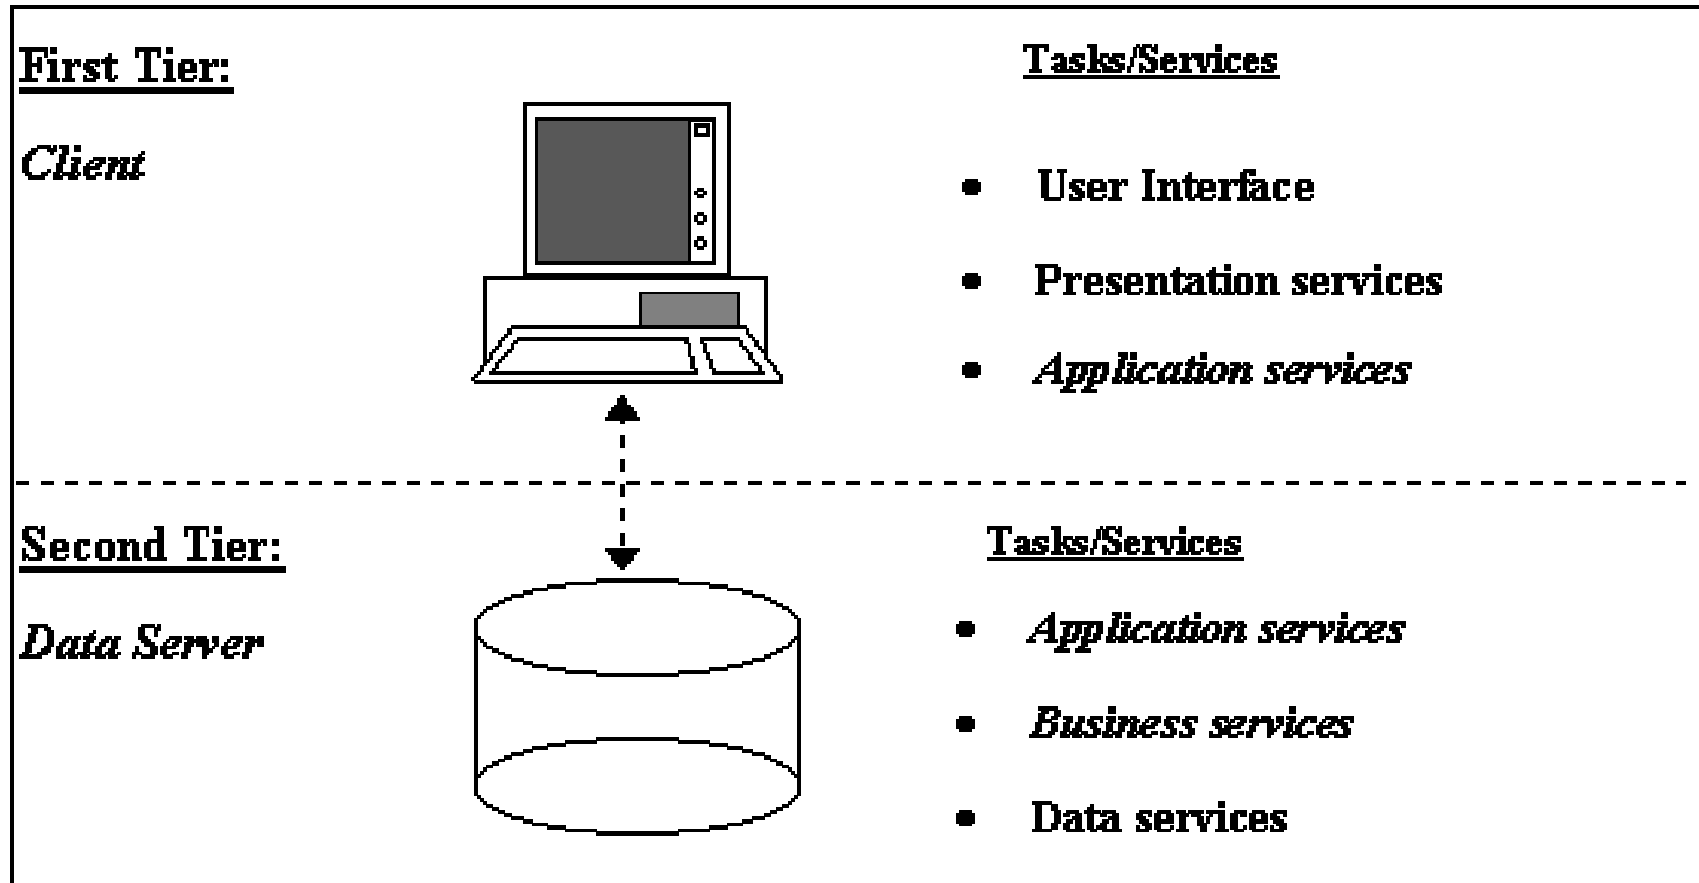 First Tier:
Tasks/Services
Client
• User Interface
• Presentation services
• Application services
Second Tier:
Tasks/Services
Data Server
• Application services
• Business services
• Data services